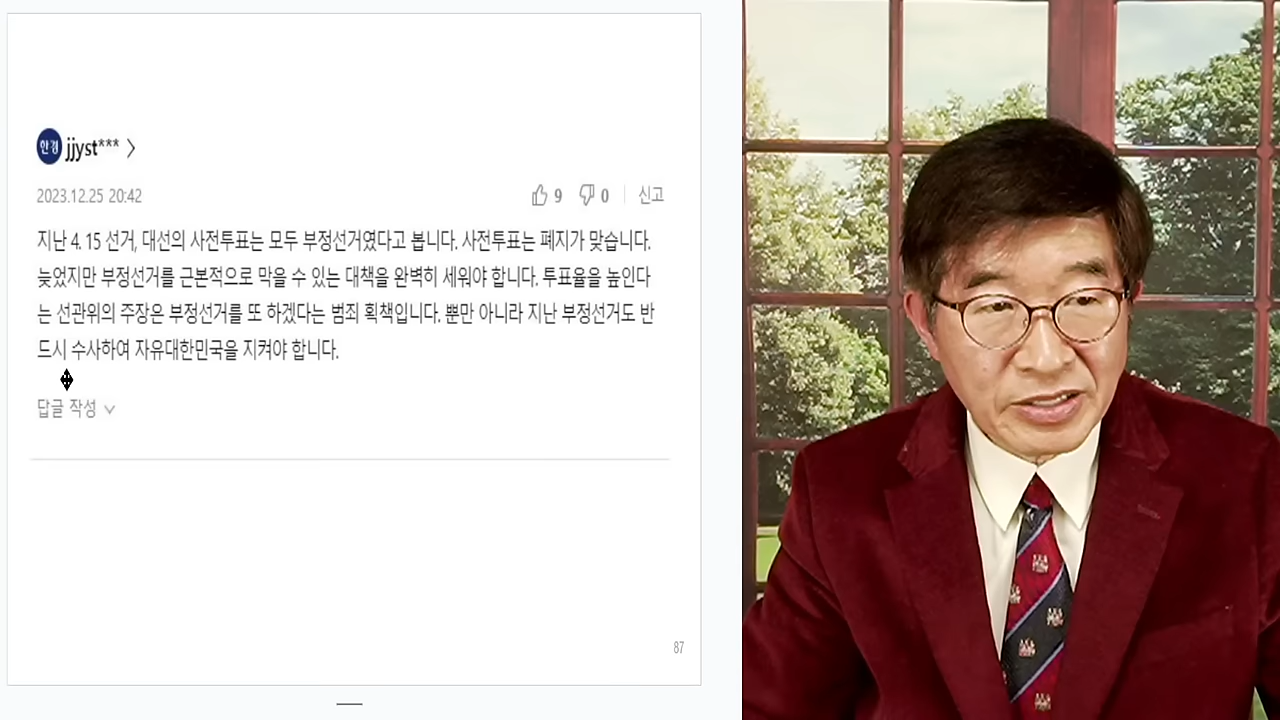 한경 jjyst***
2023.12.25 20:42
9 0 신고
지난 4. 15 선거, 대선의 사전투표는 모두 부정선거였다고 봅니다. 사전투표는 폐지가 맞습니다.
늦었지만 부정선거를 근본적으로 막을 수 있는 대책을 완벽히 세워야 합니다. 투표율을 높인다
는 선관위의 주장은 부정선거를 또 하겠다는 범죄 획책입니다. 뿐만 아니라 지난 부정선거도 반
드시 수사하여 자유대한민국을 지켜야 합니다.
답글 작성
87